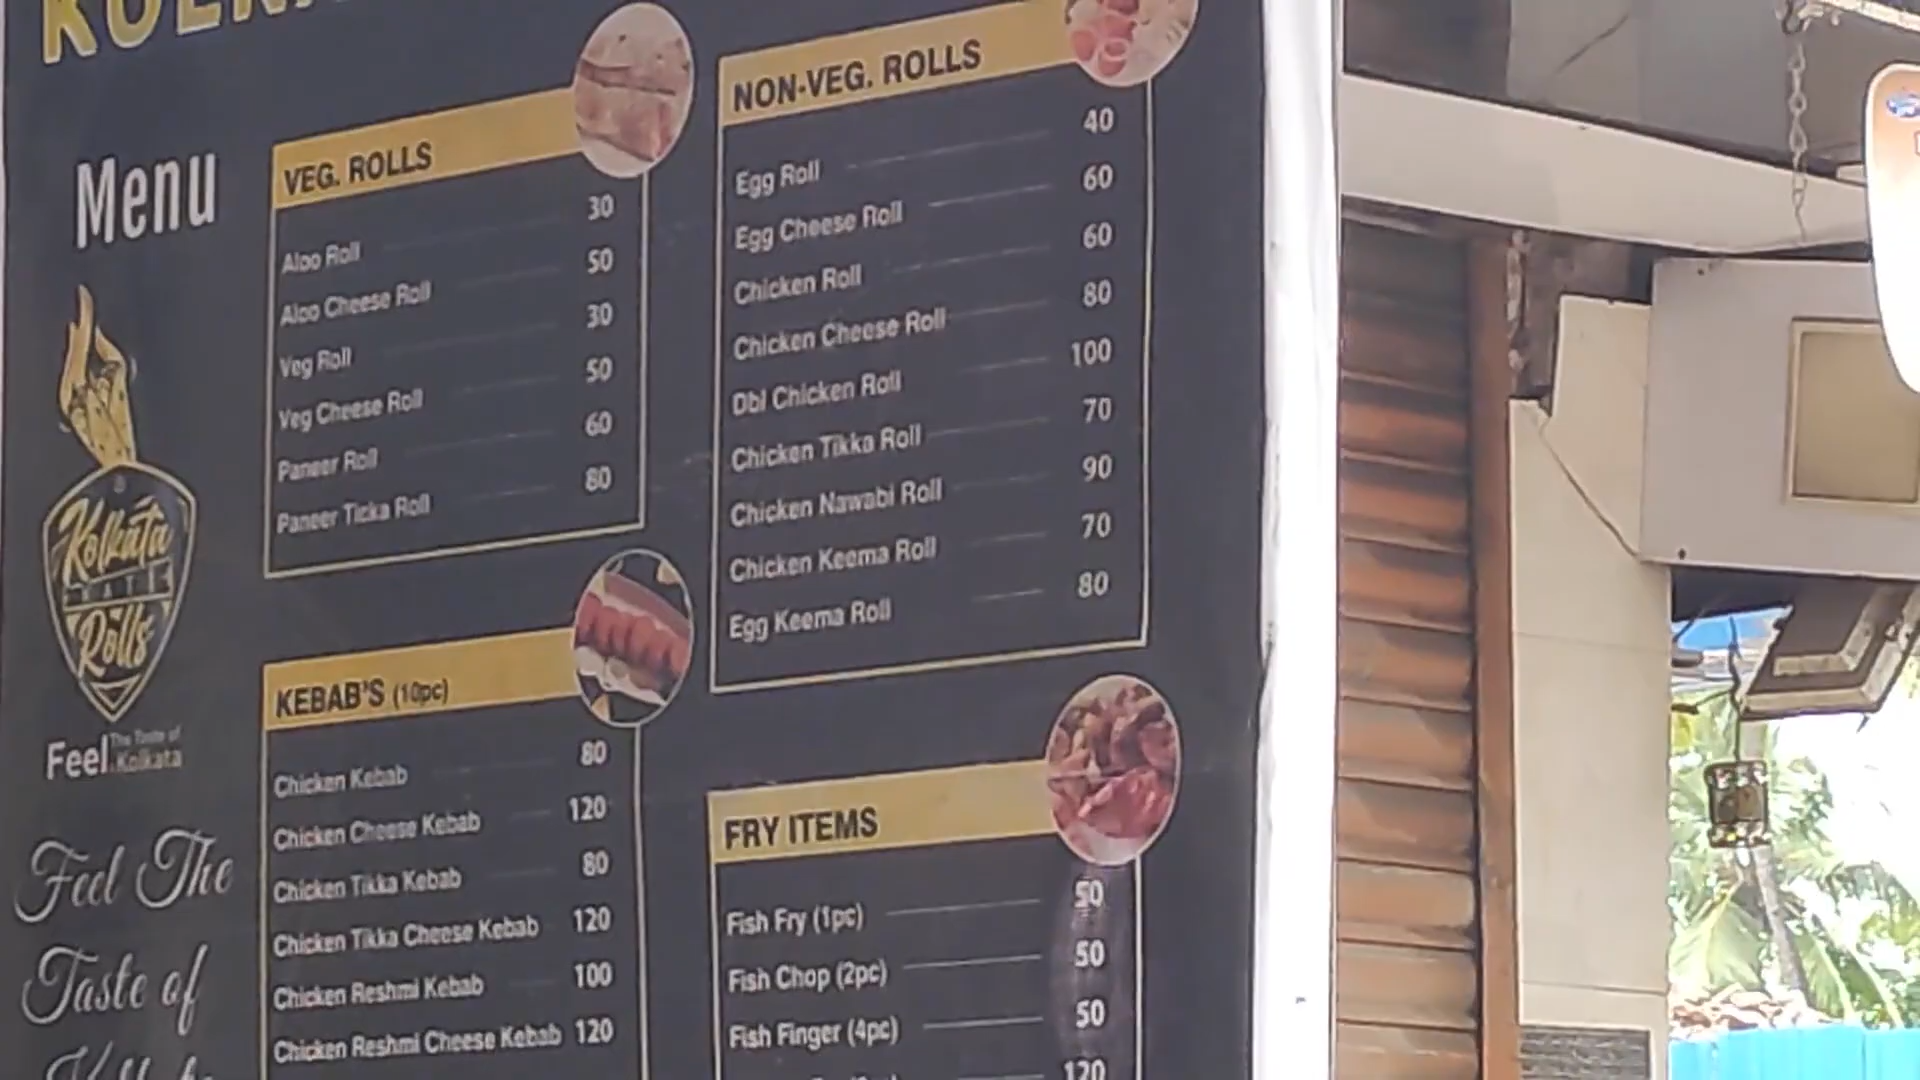 Menu
VEG. ROLLS
Aloo Roll 30
Aloo Cheese Roll 50
Veg Roll 30
Veg Cheese Roll 50
Paneer Roll 60
Paneer Ticka Roll 80
NON-VEG. ROLLS
Egg Roll 40
Egg Cheese Roll 60
Chicken Roll 60
Chicken Cheese Roll 80
Dbl Chicken Roll 100
Chicken Tikka Roll 70
Chicken Nawabi Roll 90
Chicken Keema Roll 70
Egg Keema Roll 80
Kolkata
Rolls
Feel The Taste of Kolkata
Feel The
Taste of
KEBAB'S (10pc)
Chicken Kebab 80
Chicken Cheese Kebab 120
Chicken Tikka Kebab 80
Chicken Tikka Cheese Kebab 120
Chicken Reshmi Kebab 100
Chicken Reshmi Cheese Kebab 120
FRY ITEMS
Fish Fry (1pc) 50
Fish Chop (2pc) 50
Fish Finger (4pc) 50
120